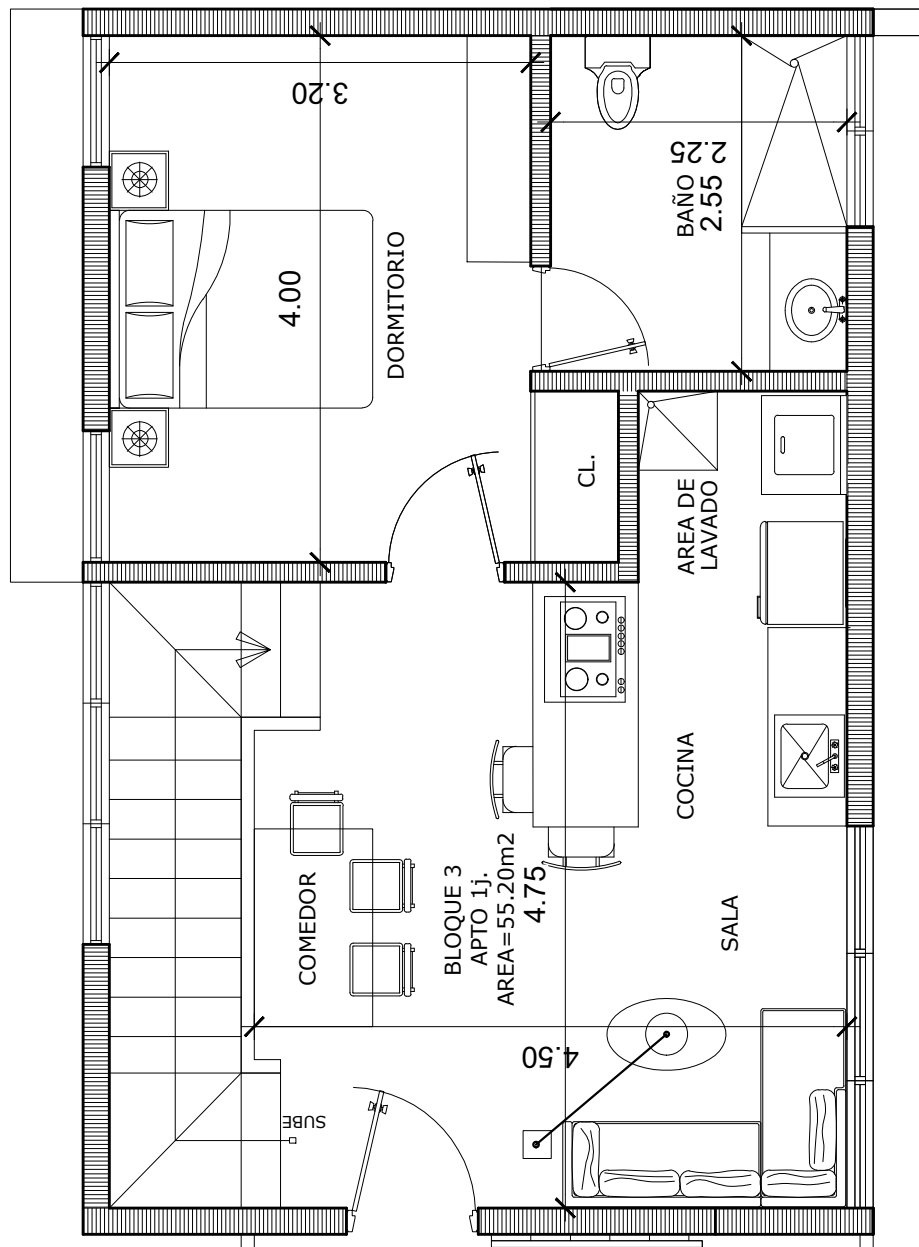 3.20
4.00
DORMITORIO
BAÑO
2.55
2.25
CL.
AREA DE
LAVADO
COCINA
COMEDOR
BLOQUE 3
APTO 1j.
AREA=55.20m2
4.75
SALA
4.50
SUBE